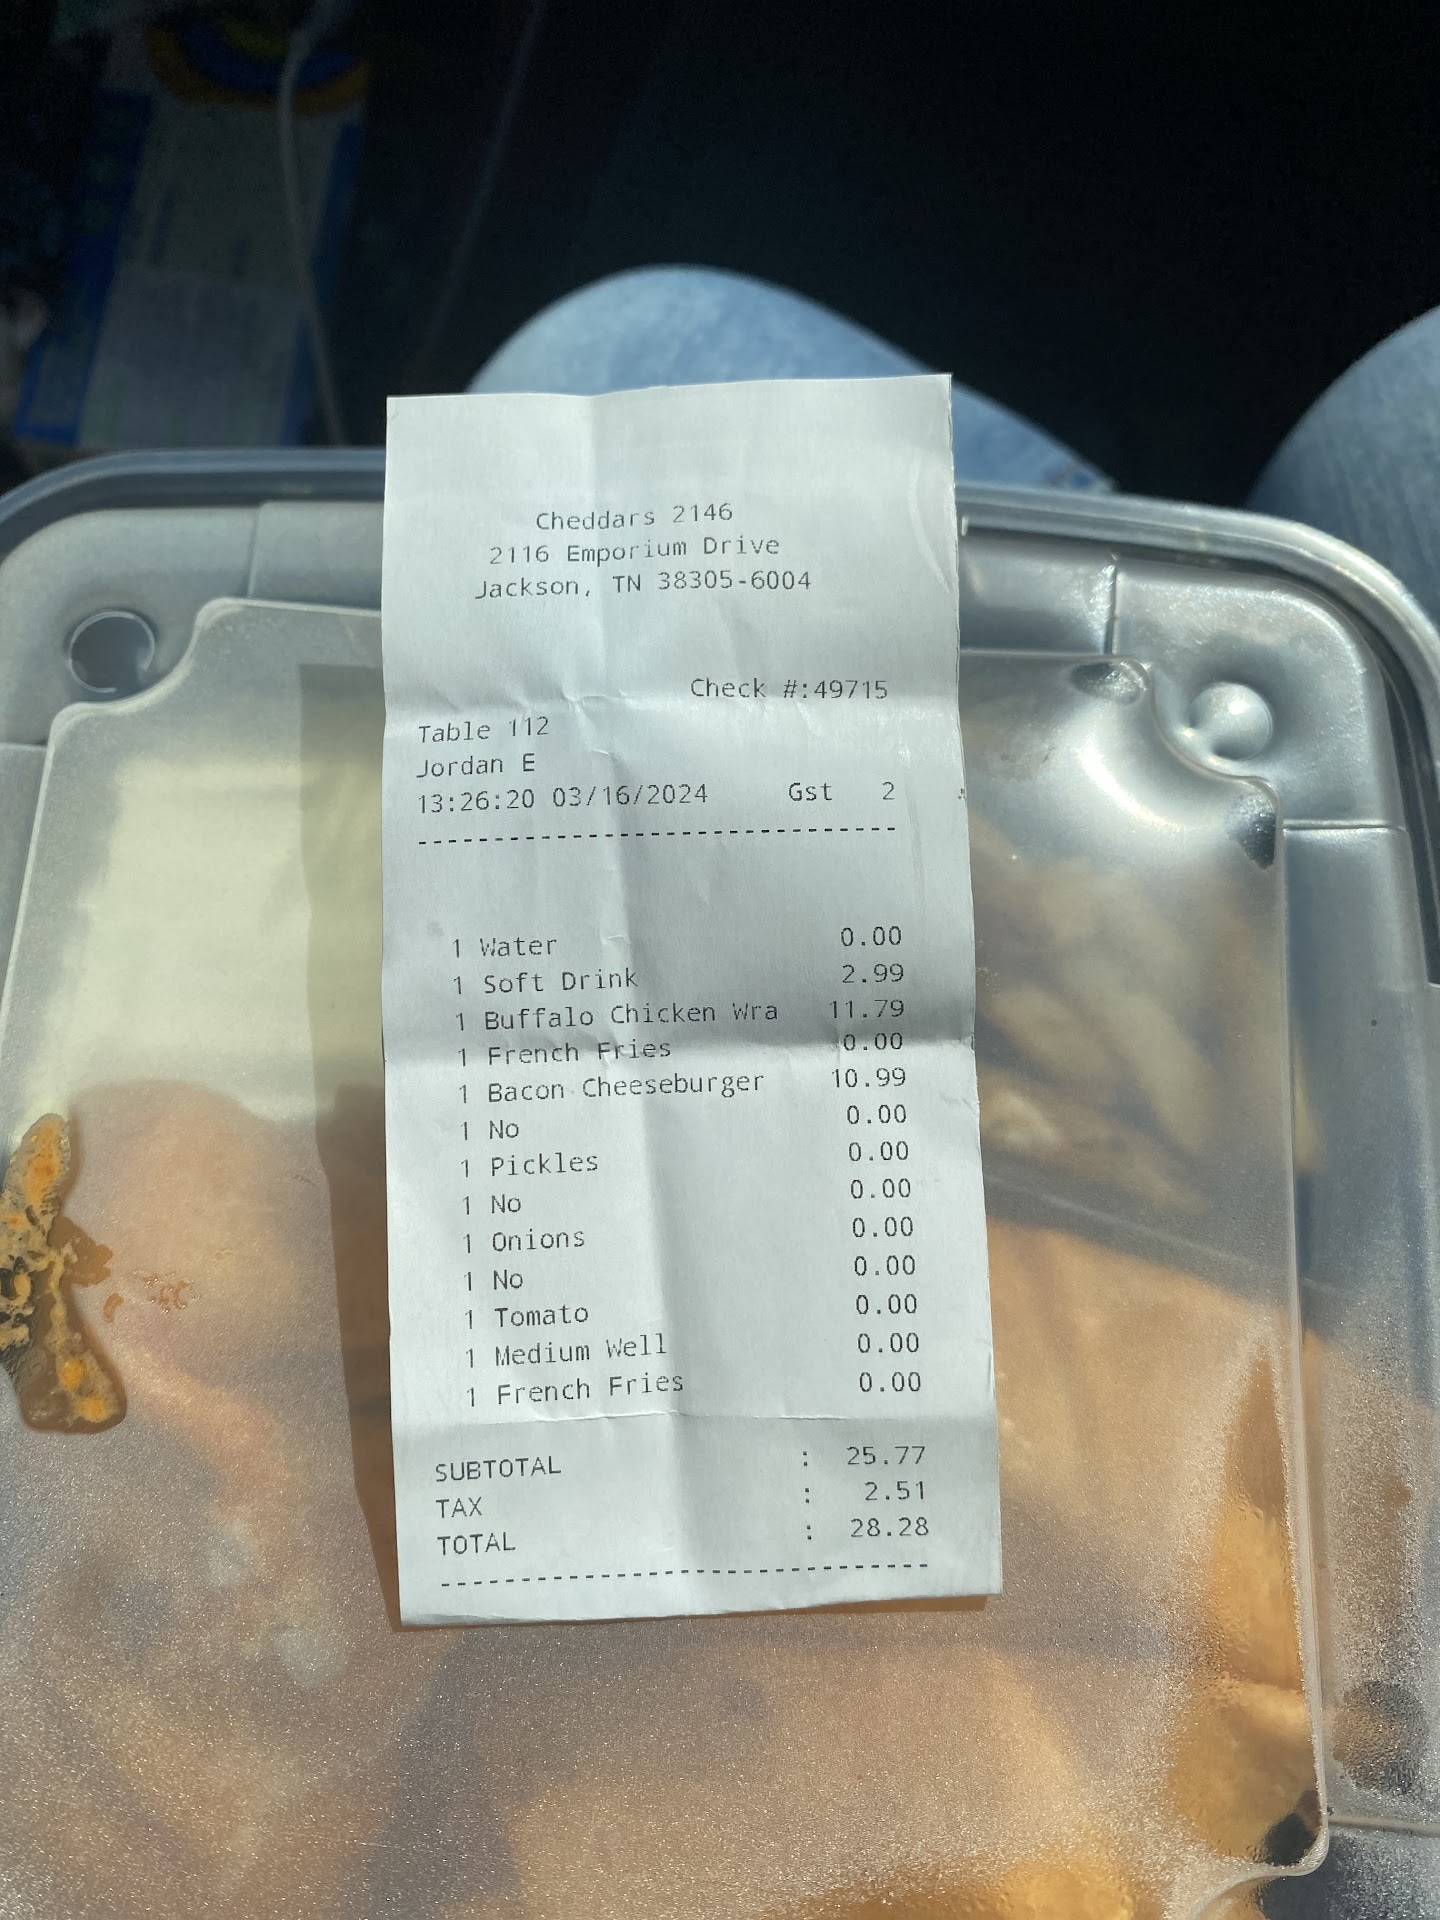 Cheddars 2146
2116 Emporium Drive
Jackson, TN 38305-6004
Check #:49715
Table 112
Jordan E
13:26:20 03/16/2024 Gst 2
------------------------------
1 Water 0.00
1 Soft Drink 2.99
1 Buffalo Chicken Wra 11.79
1 French Fries 0.00
1 Bacon Cheeseburger 10.99
1 No 0.00
1 Pickles 0.00
1 No 0.00
1 Onions 0.00
1 No 0.00
1 Tomato 0.00
1 Medium Well 0.00
1 French Fries 0.00
SUBTOTAL : 25.77
TAX : 2.51
TOTAL : 28.28
------------------------------